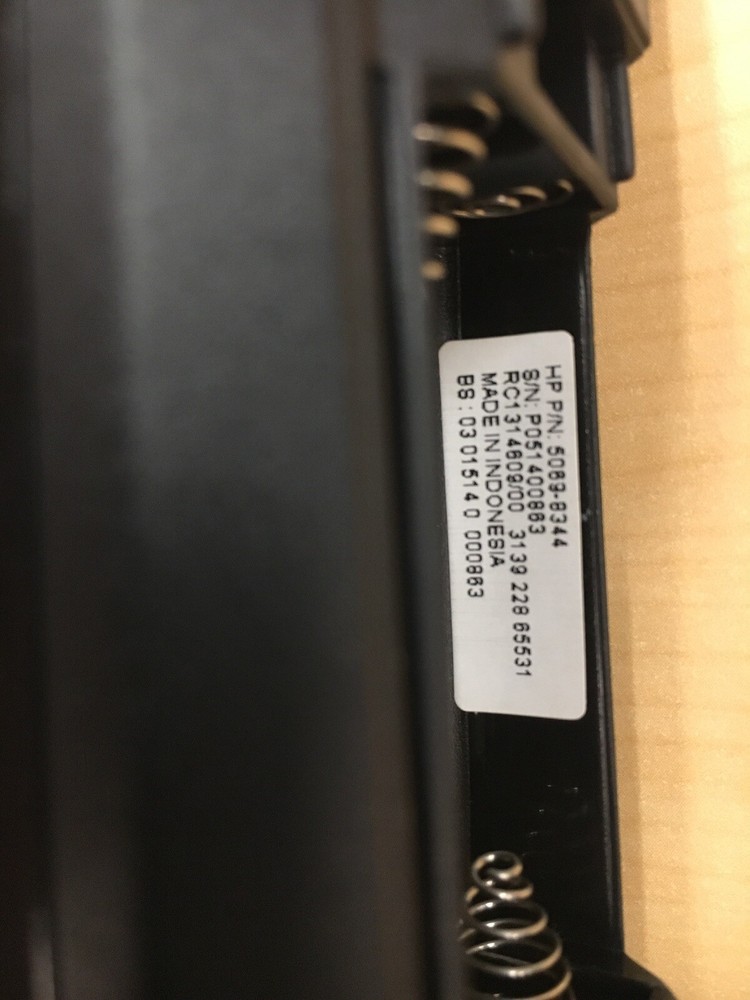 HP P/N: 5069-8344
S/N: P051400863
RC1314609/00 3139 228 65531
MADE IN INDONESIA
BS : 03 01514 0 000863